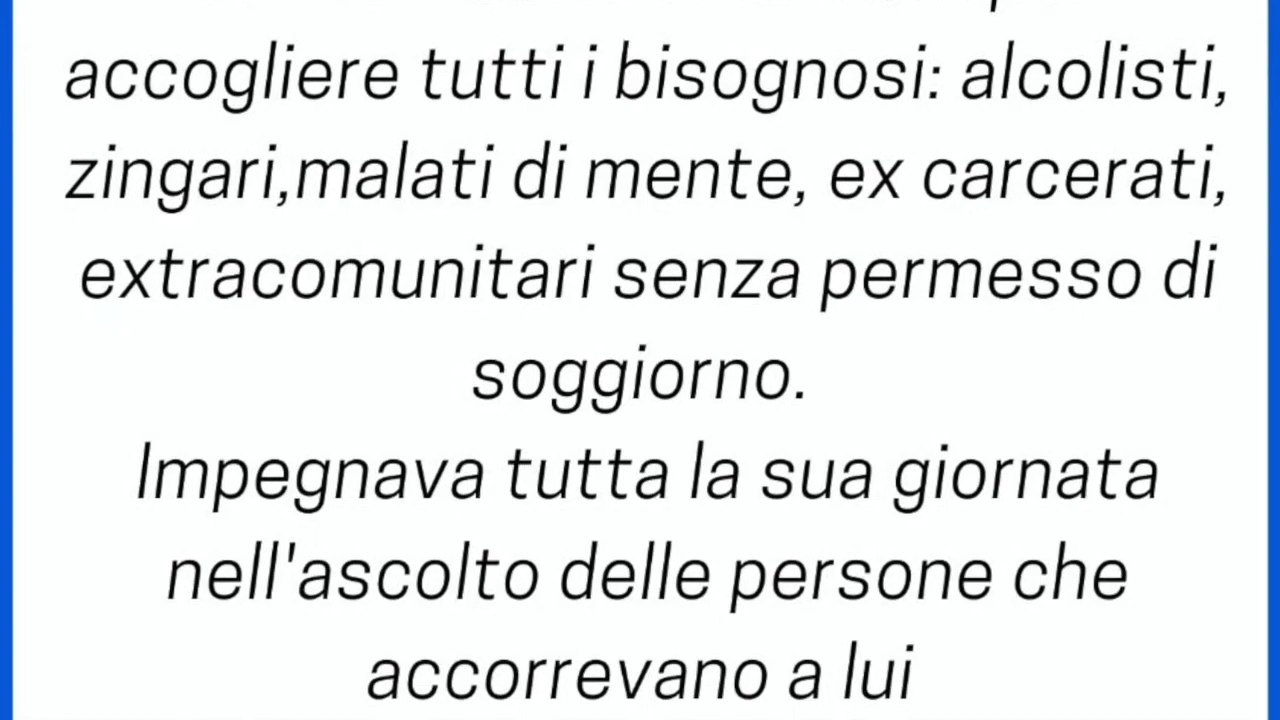 accogliere tutti i bisognosi: alcolisti,
zingari,malati di mente, ex carcerati,
extracomunitari senza permesso di
soggiorno.
Impegnava tutta la sua giornata
nell'ascolto delle persone che
accorrevano a lui